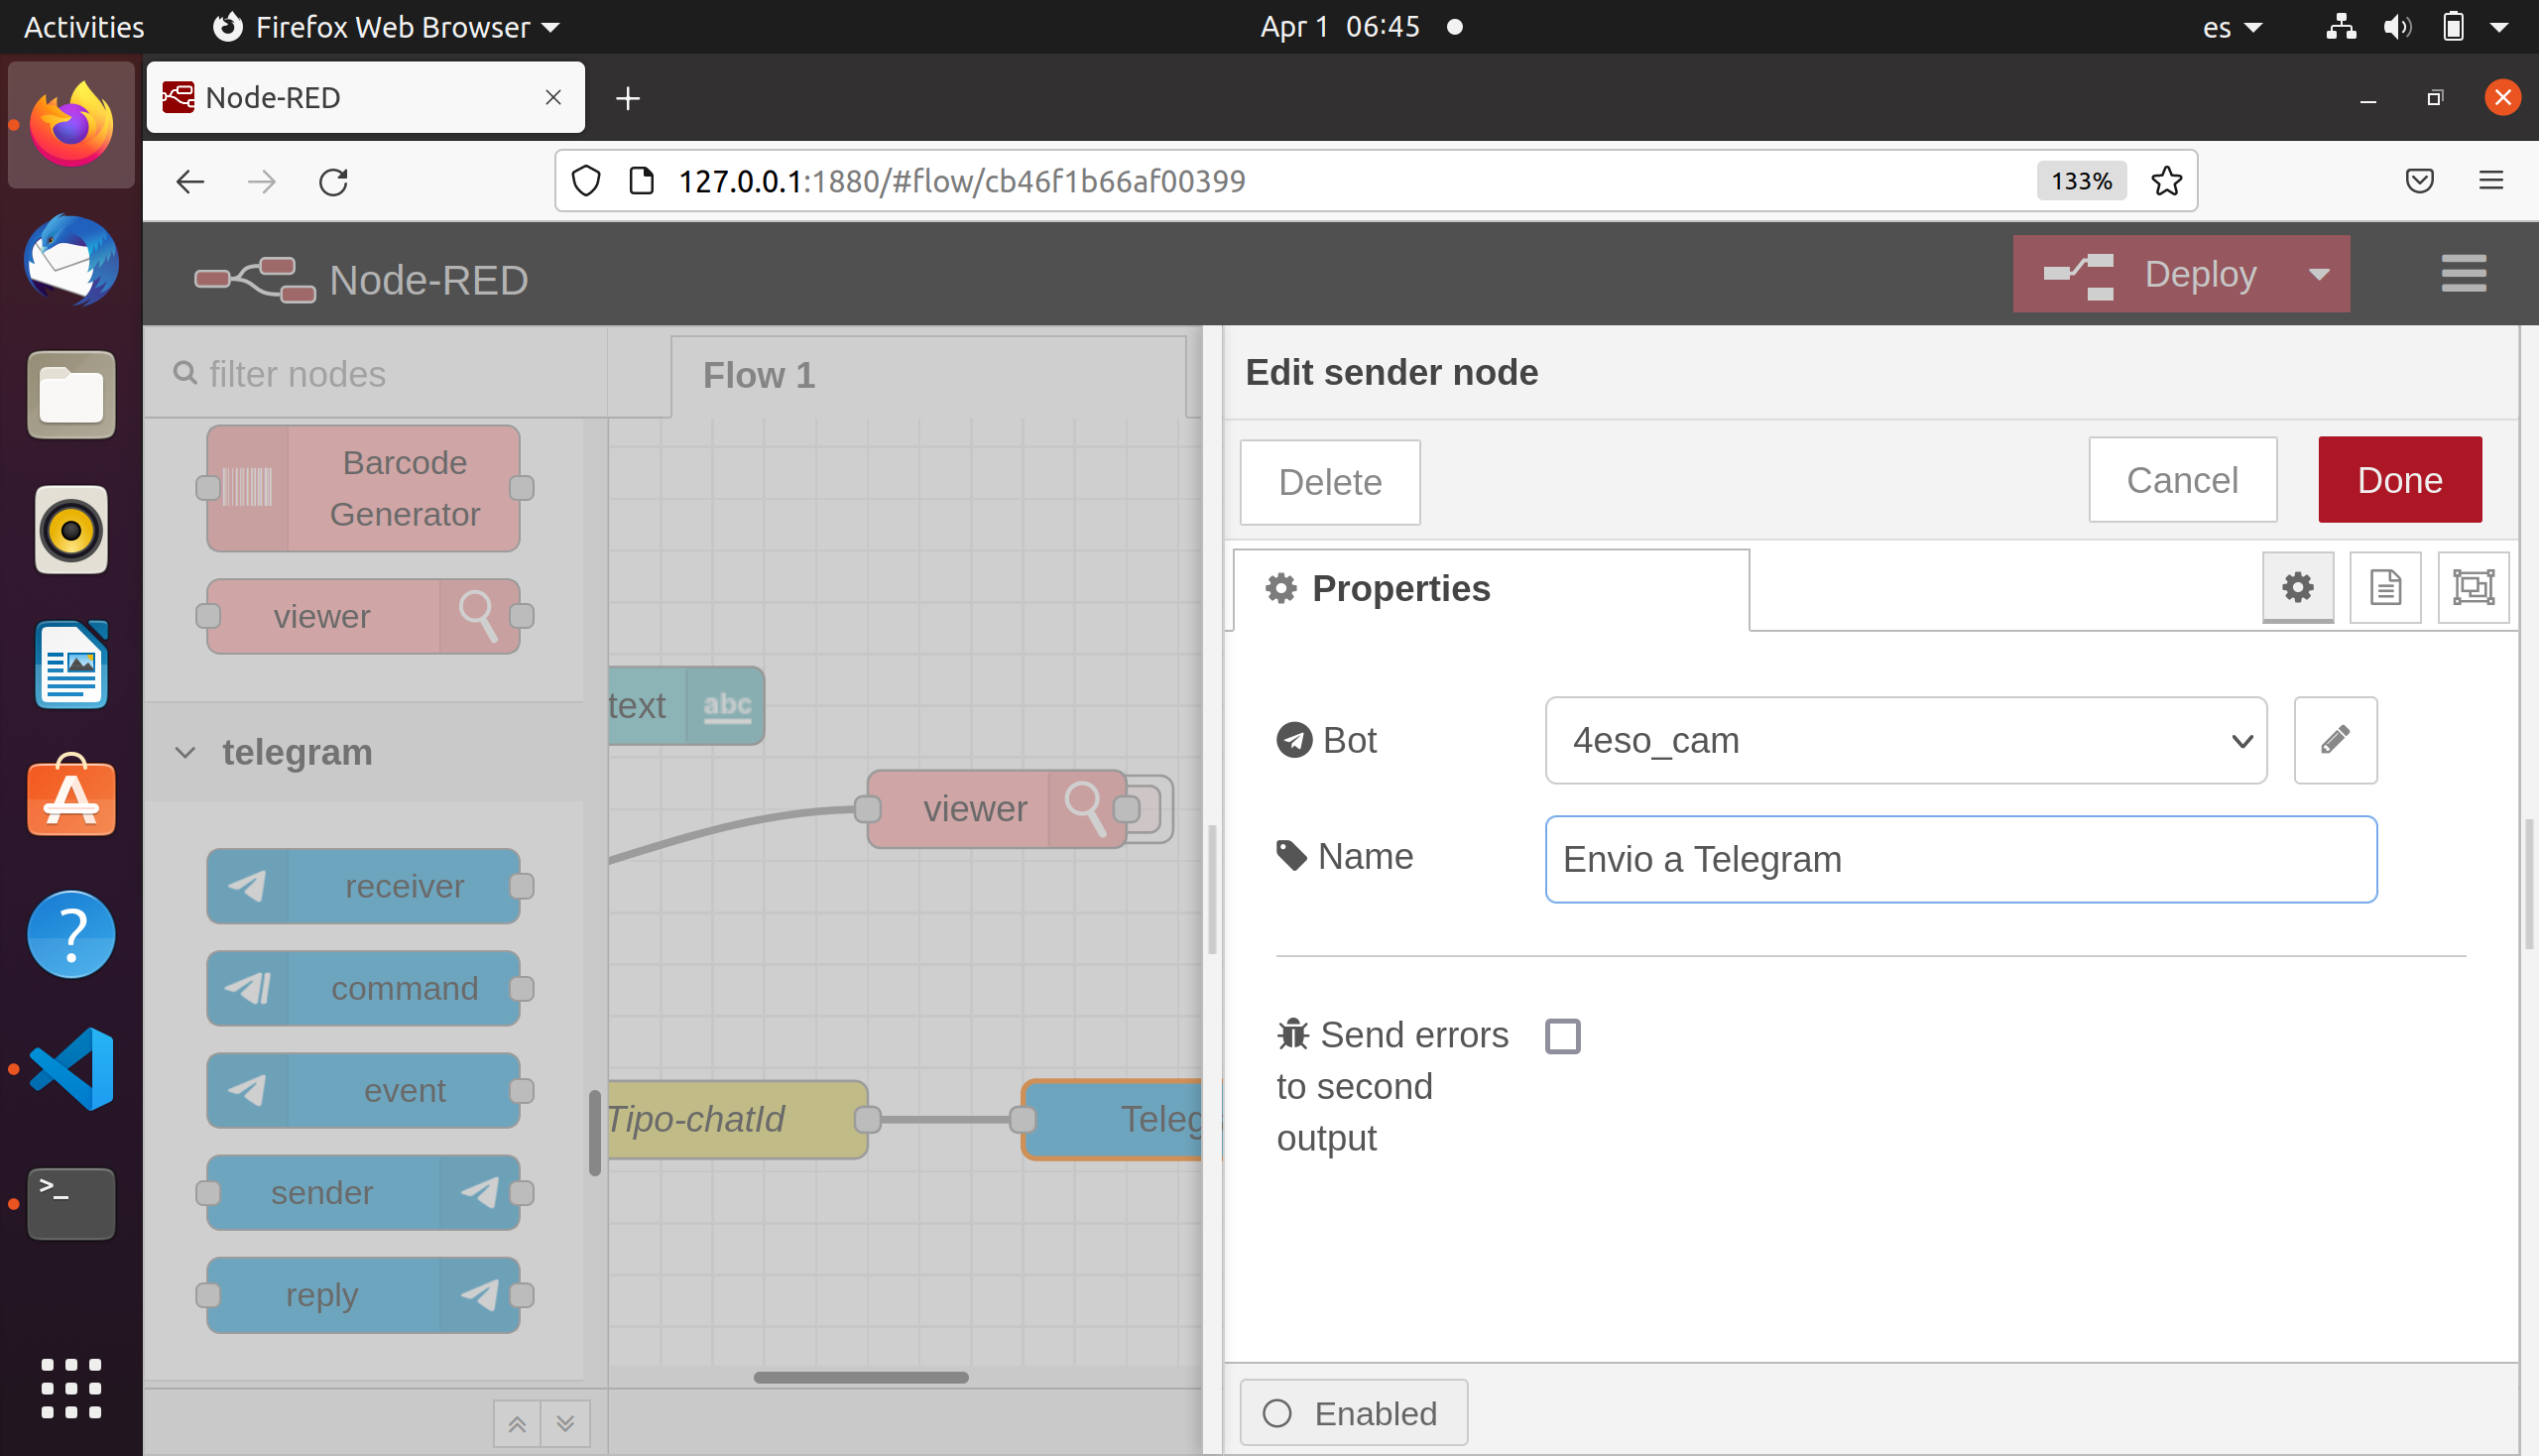 Activities
Firefox Web Browser
Apr 1 06:45
es
Node-RED
127.0.0.1:1880/#flow/cb46f1b66af00399
133%
Node-RED
Deploy
filter nodes
Barcode
Generator
viewer
telegram
receiver
command
event
sender
reply
Flow 1
text
abc
viewer
Tipo-chatId
Teleg
Edit sender node
Delete
Cancel
Done
Properties
Bot
4eso_cam
Name
Envio a Telegram
Send errors
to second
output
Enabled